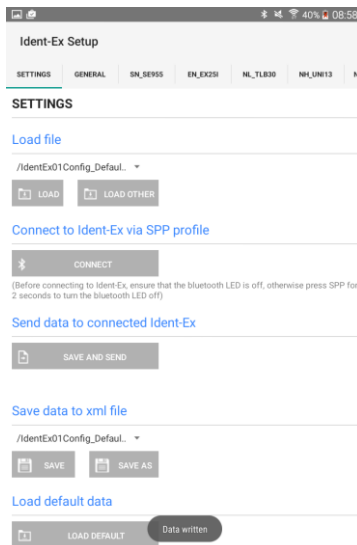 40% 08:58
Ident-Ex Setup
SETTINGS GENERAL SN_SE955 EN_EX25I NL_TLB30 NH_UNI13
SETTINGS
Load file
/IdentEx01Config_Defaul..
LOAD LOAD OTHER
Connect to Ident-Ex via SPP profile
CONNECT
(Before connecting to Ident-Ex, ensure that the bluetooth LED is off, otherwise press SPP for
2 seconds to turn the bluetooth LED off)
Send data to connected Ident-Ex
SAVE AND SEND
Save data to xml file
/IdentEx01Config_Defaul..
SAVE SAVE AS
Load default data
LOAD DEFAULT
Data written